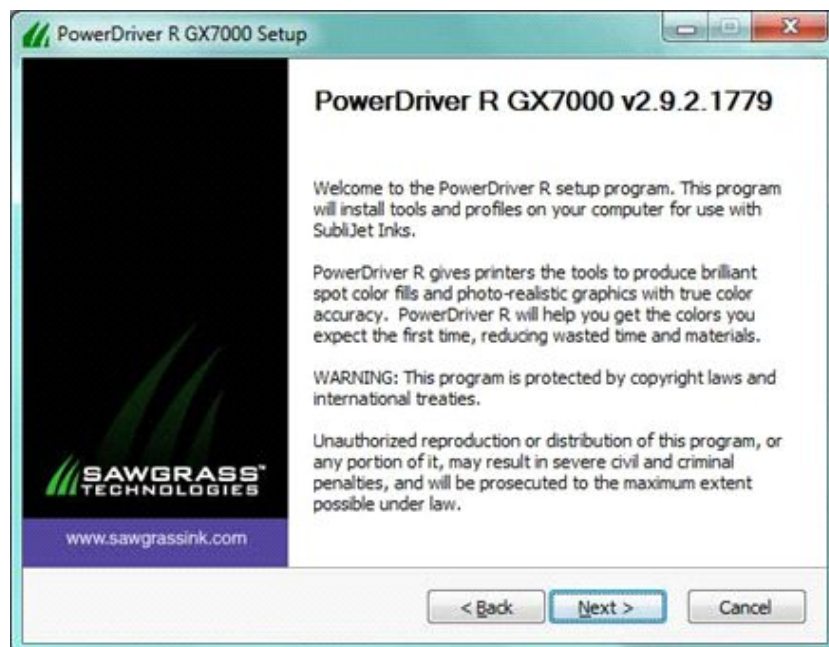 PowerDriver R GX7000 Setup
PowerDriver R GX7000 v2.9.2.1779
Welcome to the PowerDriver R setup program. This program
will install tools and profiles on your computer for use with
SubliJet Inks.
PowerDriver R gives printers the tools to produce brilliant
spot color fills and photo-realistic graphics with true color
accuracy. PowerDriver R will help you get the colors you
expect the first time, reducing wasted time and materials.
WARNING: This program is protected by copyright laws and
international treaties.
Unauthorized reproduction or distribution of this program, or
any portion of it, may result in severe civil and criminal
penalties, and will be prosecuted to the maximum extent
possible under law.
SAWGRASS™
TECHNOLOGIES
www.sawgrassink.com
< Back
Next >
Cancel